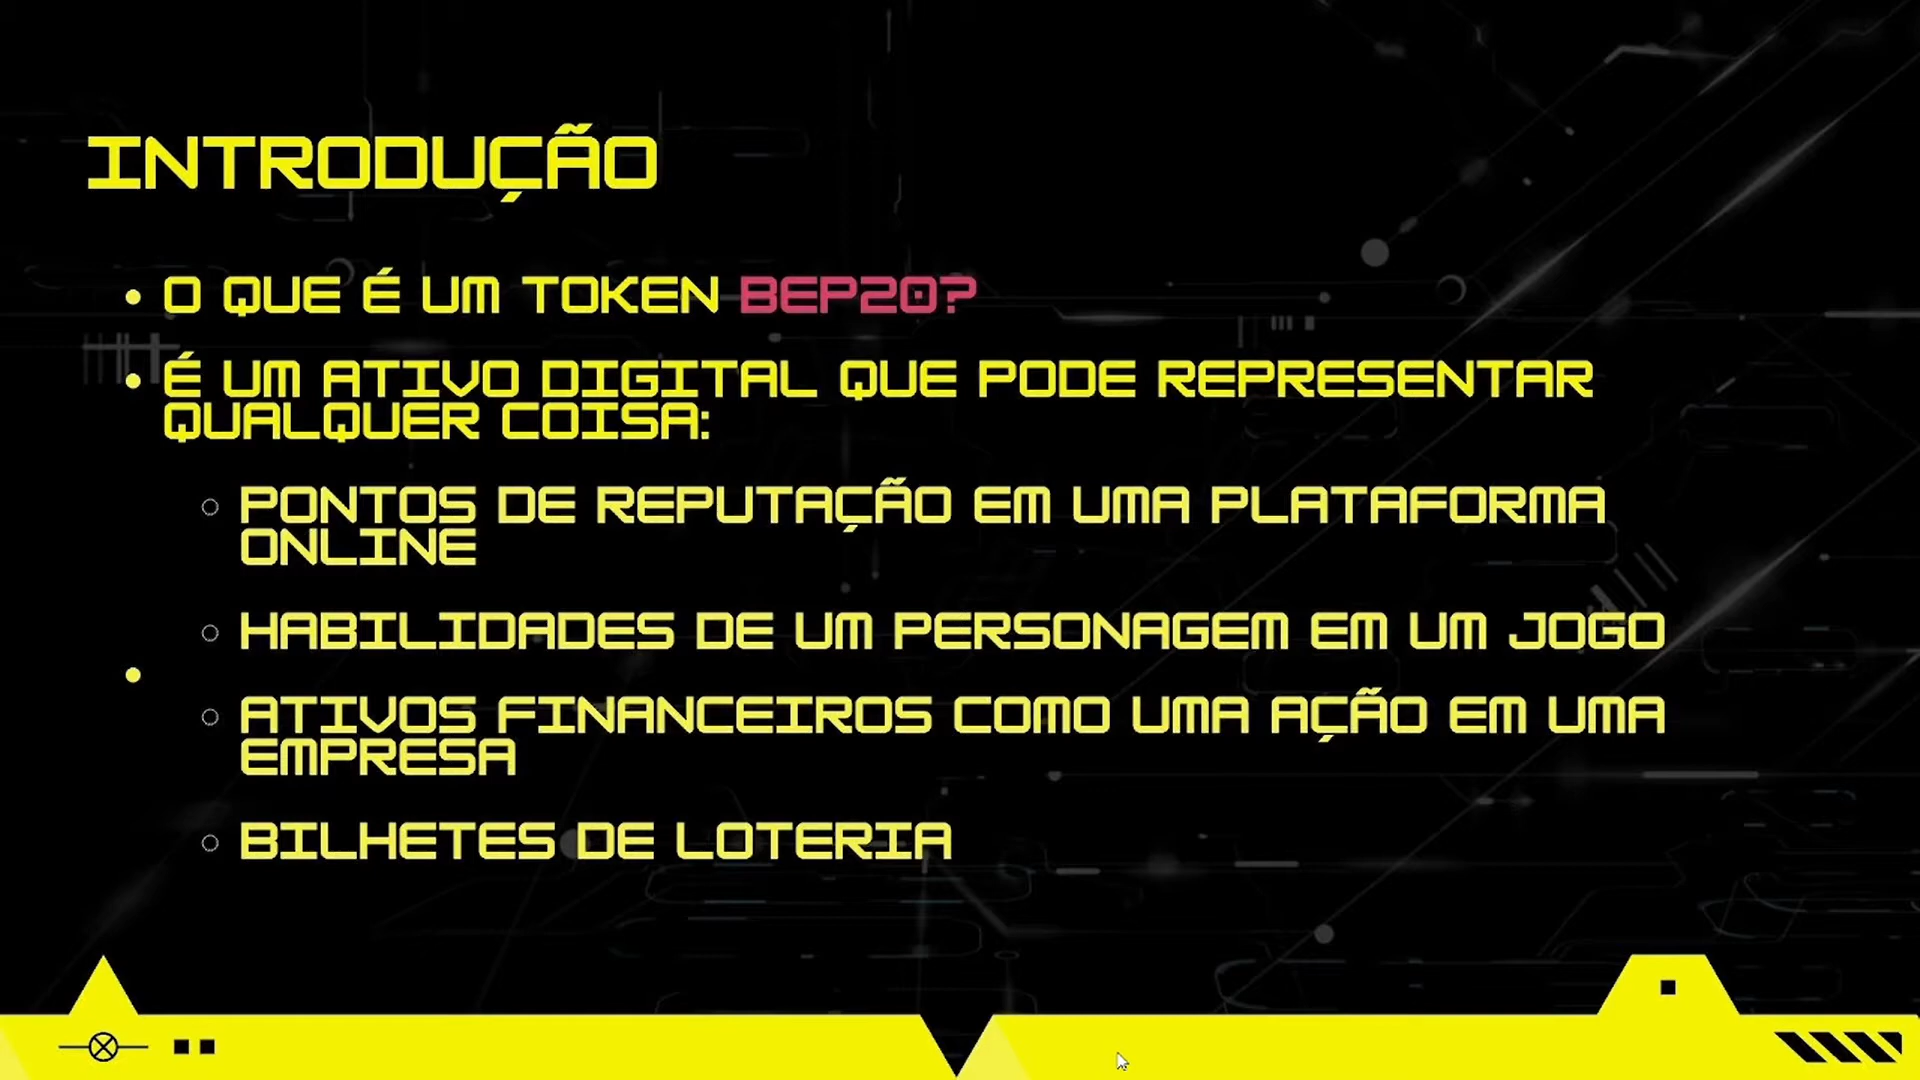 INTRODUÇÃO
• O QUE É UM TOKEN BEP20?
• É UM ATIVO DIGITAL QUE PODE REPRESENTAR
QUALQUER COISA:
○ PONTOS DE REPUTAÇÃO EM UMA PLATAFORMA
ONLINE
○ HABILIDADES DE UM PERSONAGEM EM UM JOGO
○ ATIVOS FINANCEIROS COMO UMA AÇÃO EM UMA
EMPRESA
○ BILHETES DE LOTERIA